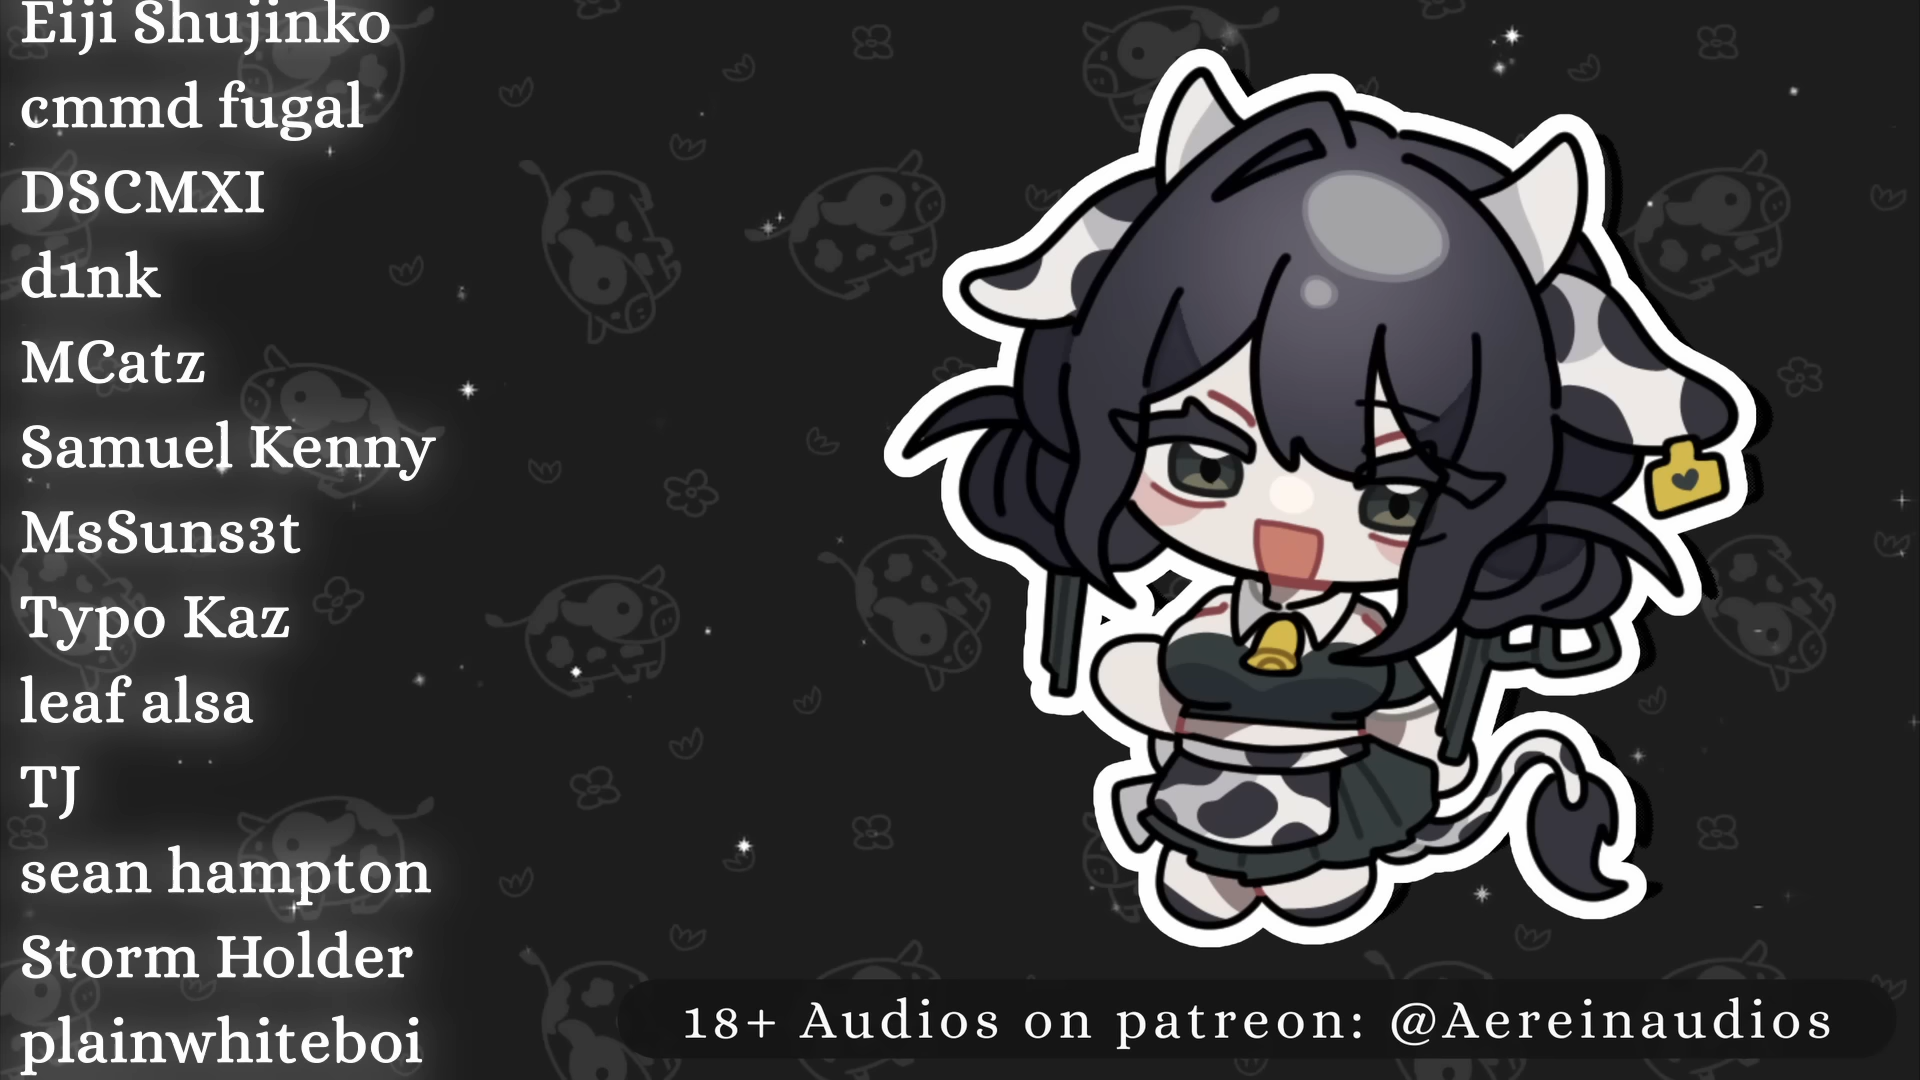 Eiji Shujinko
cmmd fugal
DSCMXI
d1nk
MCatz
Samuel Kenny
MsSuns3t
Typo Kaz
leaf alsa
TJ
sean hampton
Storm Holder
plainwhiteboi
18+ Audios on patreon: @Aereinaudios